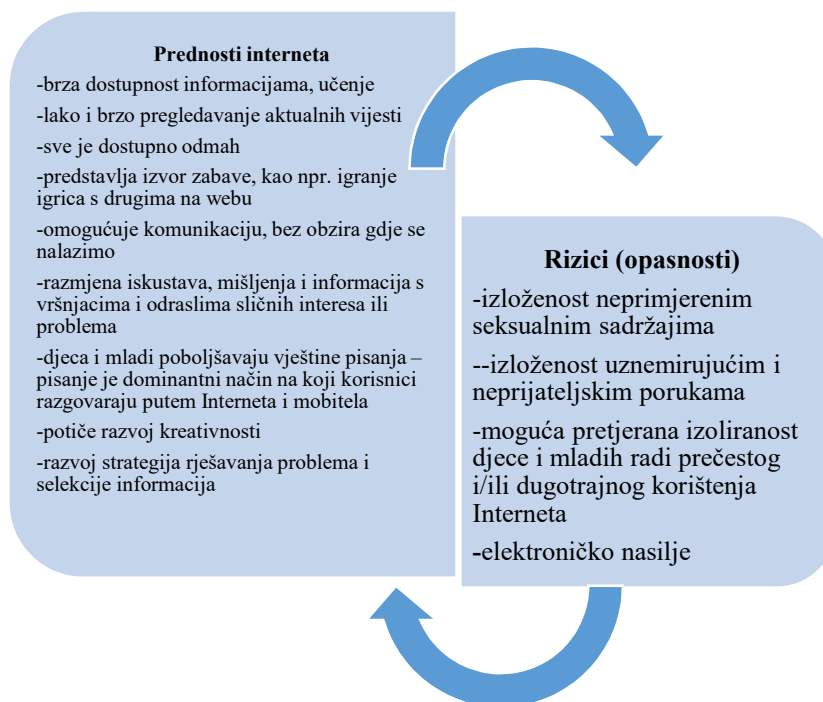 Prednosti interneta
-brza dostupnost informacijama, učenje
-lako i brzo pregledavanje aktualnih vijesti
-sve je dostupno odmah
-predstavlja izvor zabave, kao npr. igranje
igrica s drugima na webu
-omogućuje komunikaciju, bez obzira gdje se
nalazimo
-razmjena iskustava, mišljenja i informacija s
vršnjacima i odraslima sličnih interesa ili
problema
-djeca i mladi poboljšavaju vještine pisanja –
pisanje je dominantni način na koji korisnici
razgovaraju putem Interneta i mobitela
-potiče razvoj kreativnosti
-razvoj strategija rješavanja problema i
selekcije informacija
Rizici (opasnosti)
-izloženost neprimjerenim
seksualnim sadržajima
--izloženost uznemirujućim i
neprijateljskim porukama
-moguća pretjerana izoliranost
djece i mladih radi prečestog
i/ili dugotrajnog korištenja
Interneta
-elektroničko nasilje